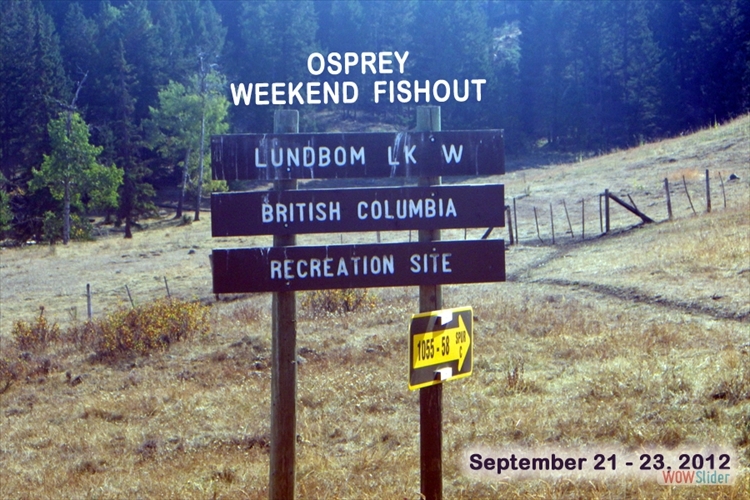 OSPREY
WEEKEND FISHOUT
LUNDBOM LK W
BRITISH COLUMBIA
RECREATION SITE
1055-58 SPUR C
September 21 - 23, 2012
WOWSlider